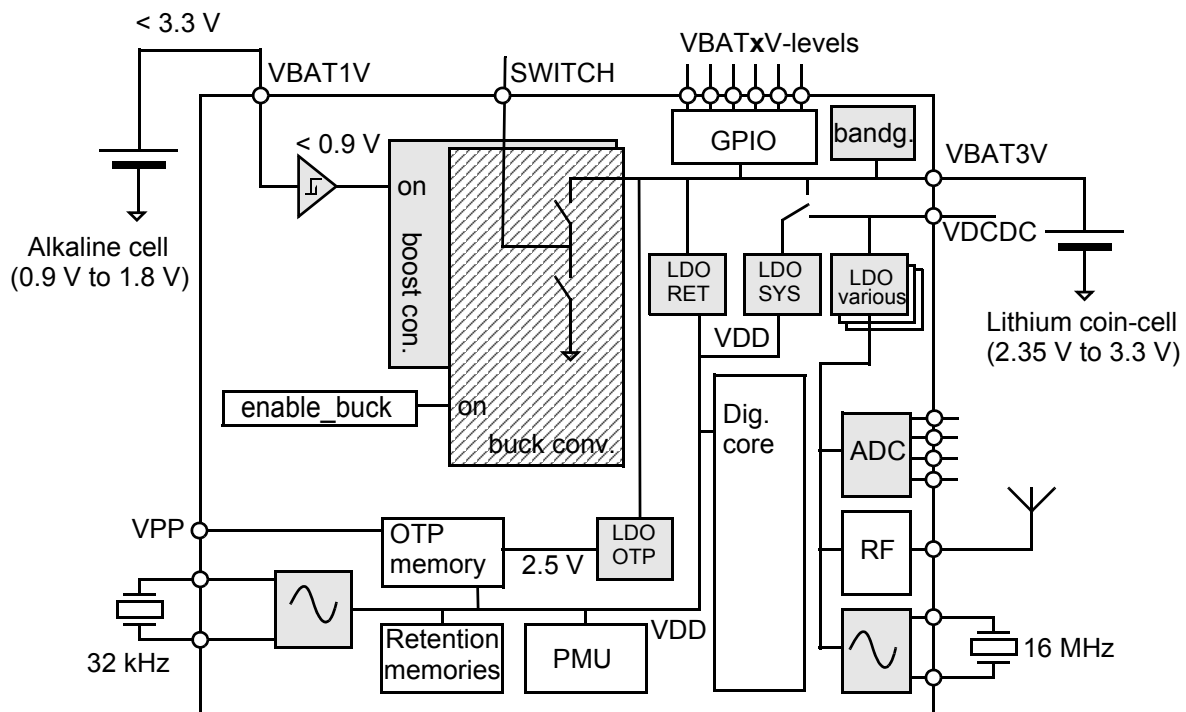 < 3.3 V
VBAT1V
SWITCH
VBATxV-levels
GPIO
bandg.
VBAT3V
< 0.9 V
on
boost con.
VDCDC
Alkaline cell
(0.9 V to 1.8 V)
LDO
RET
LDO
SYS
LDO
various
Lithium coin-cell
(2.35 V to 3.3 V)
VDD
enable_buck
on
buck conv.
Dig.
core
ADC
VPP
OTP
memory
2.5 V
LDO
OTP
RF
32 kHz
Retention
memories
PMU
VDD
16 MHz